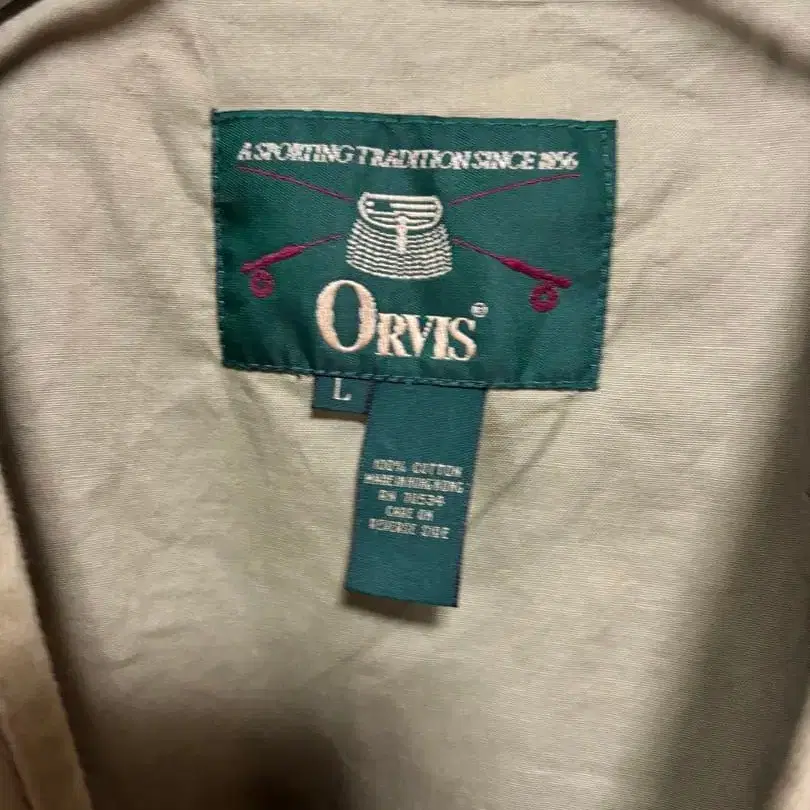 A SPORTING TRADITION SINCE 1856
ORVIS®
L
100% COTTON
MADE IN HONG KONG
RN 71534
CARE ON
REVERSE SIDE